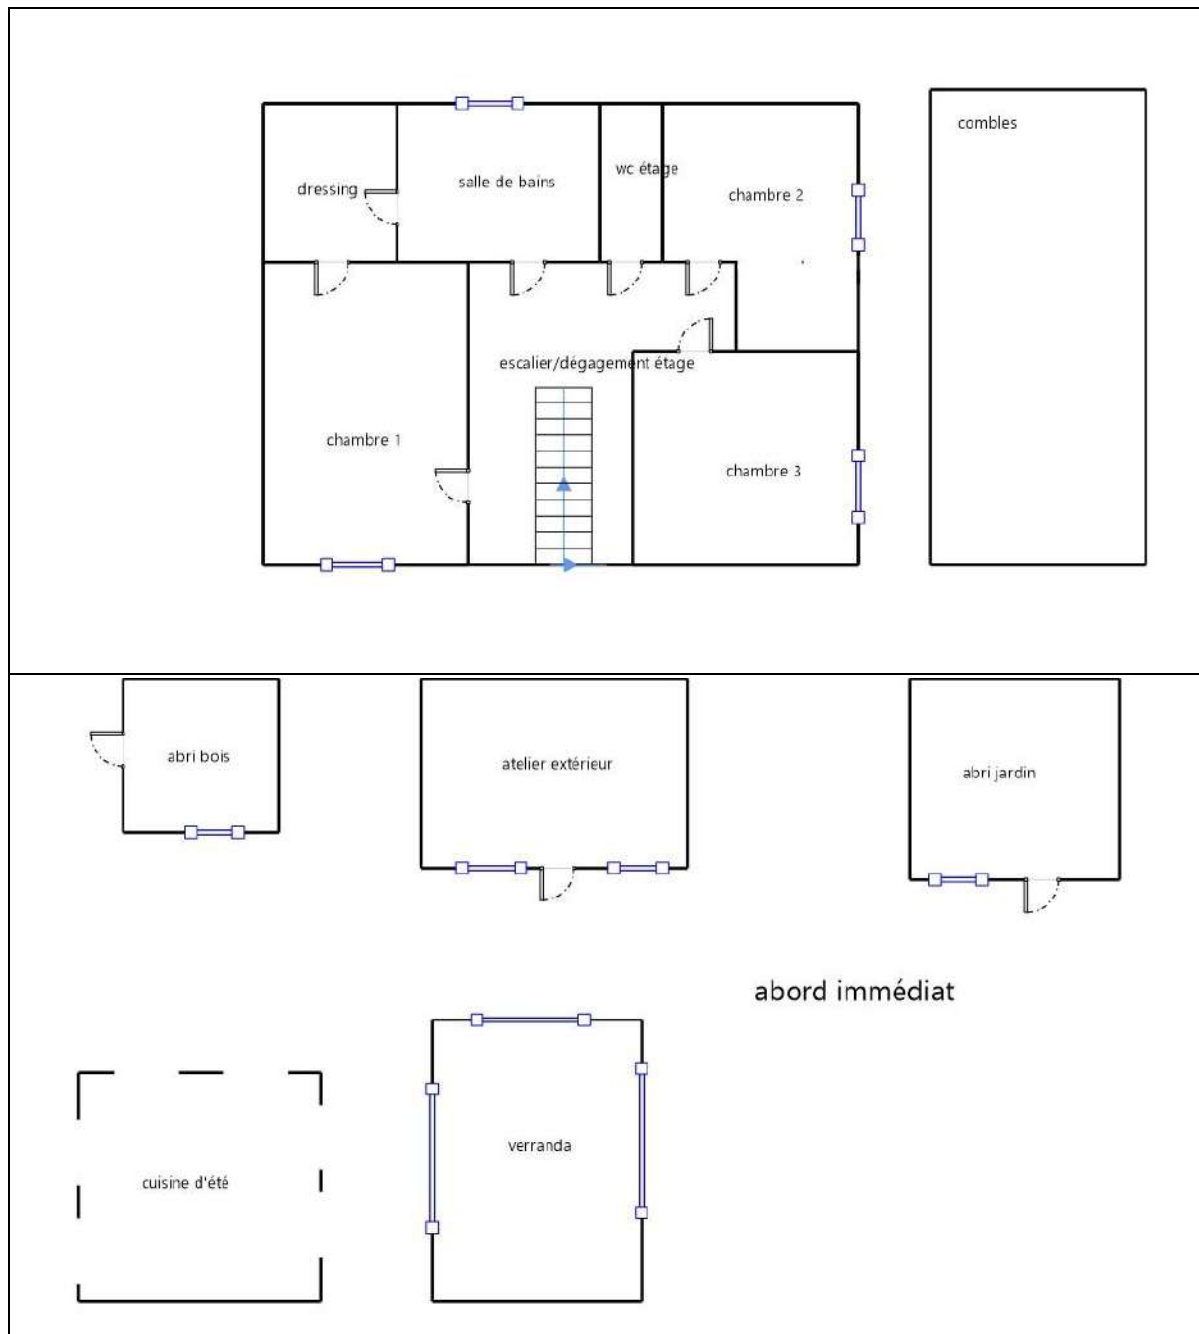 combles
wc étage
salle de bains
dressing
chambre 2
escalier/dégagement étage
chambre 1
chambre 3
abri bois
atelier extérieur
abri jardin
abord immédiat
verranda
cuisine d'été